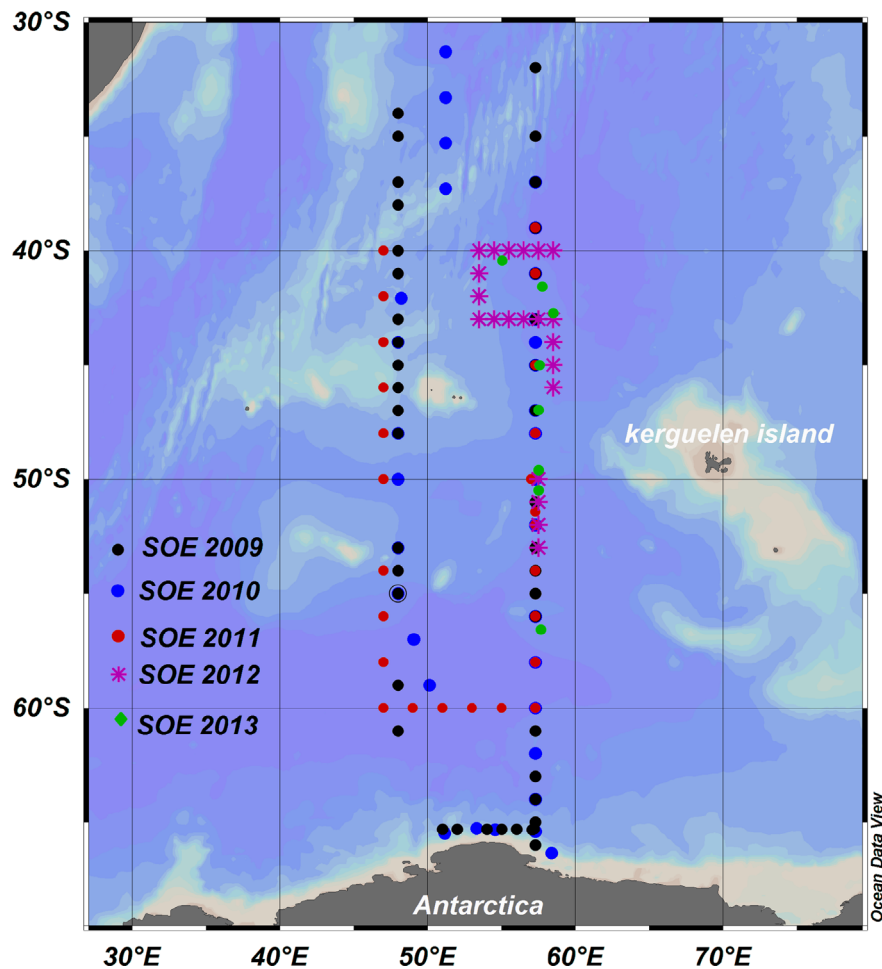 30°S
40°S
kerguelen island
50°S
SOE 2009
SOE 2010
SOE 2011
SOE 2012
60°S
SOE 2013
Antarctica
Ocean Data View
30°E
40°E
50°E
60°E
70°E